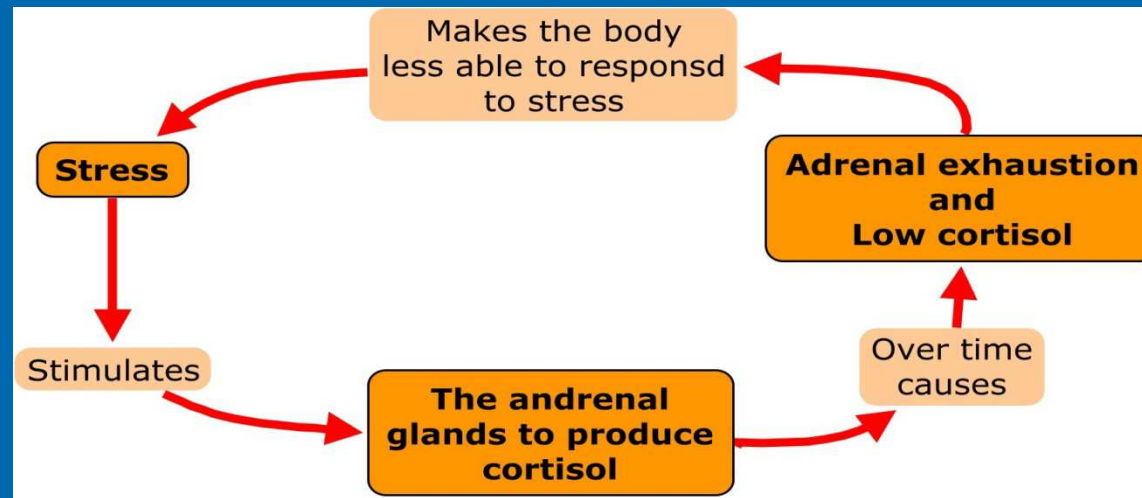 Makes the body
less able to responsd
to stress
Stress
Adrenal exhaustion
and
Low cortisol
Stimulates
Over time
causes
The andrenal
glands to produce
cortisol